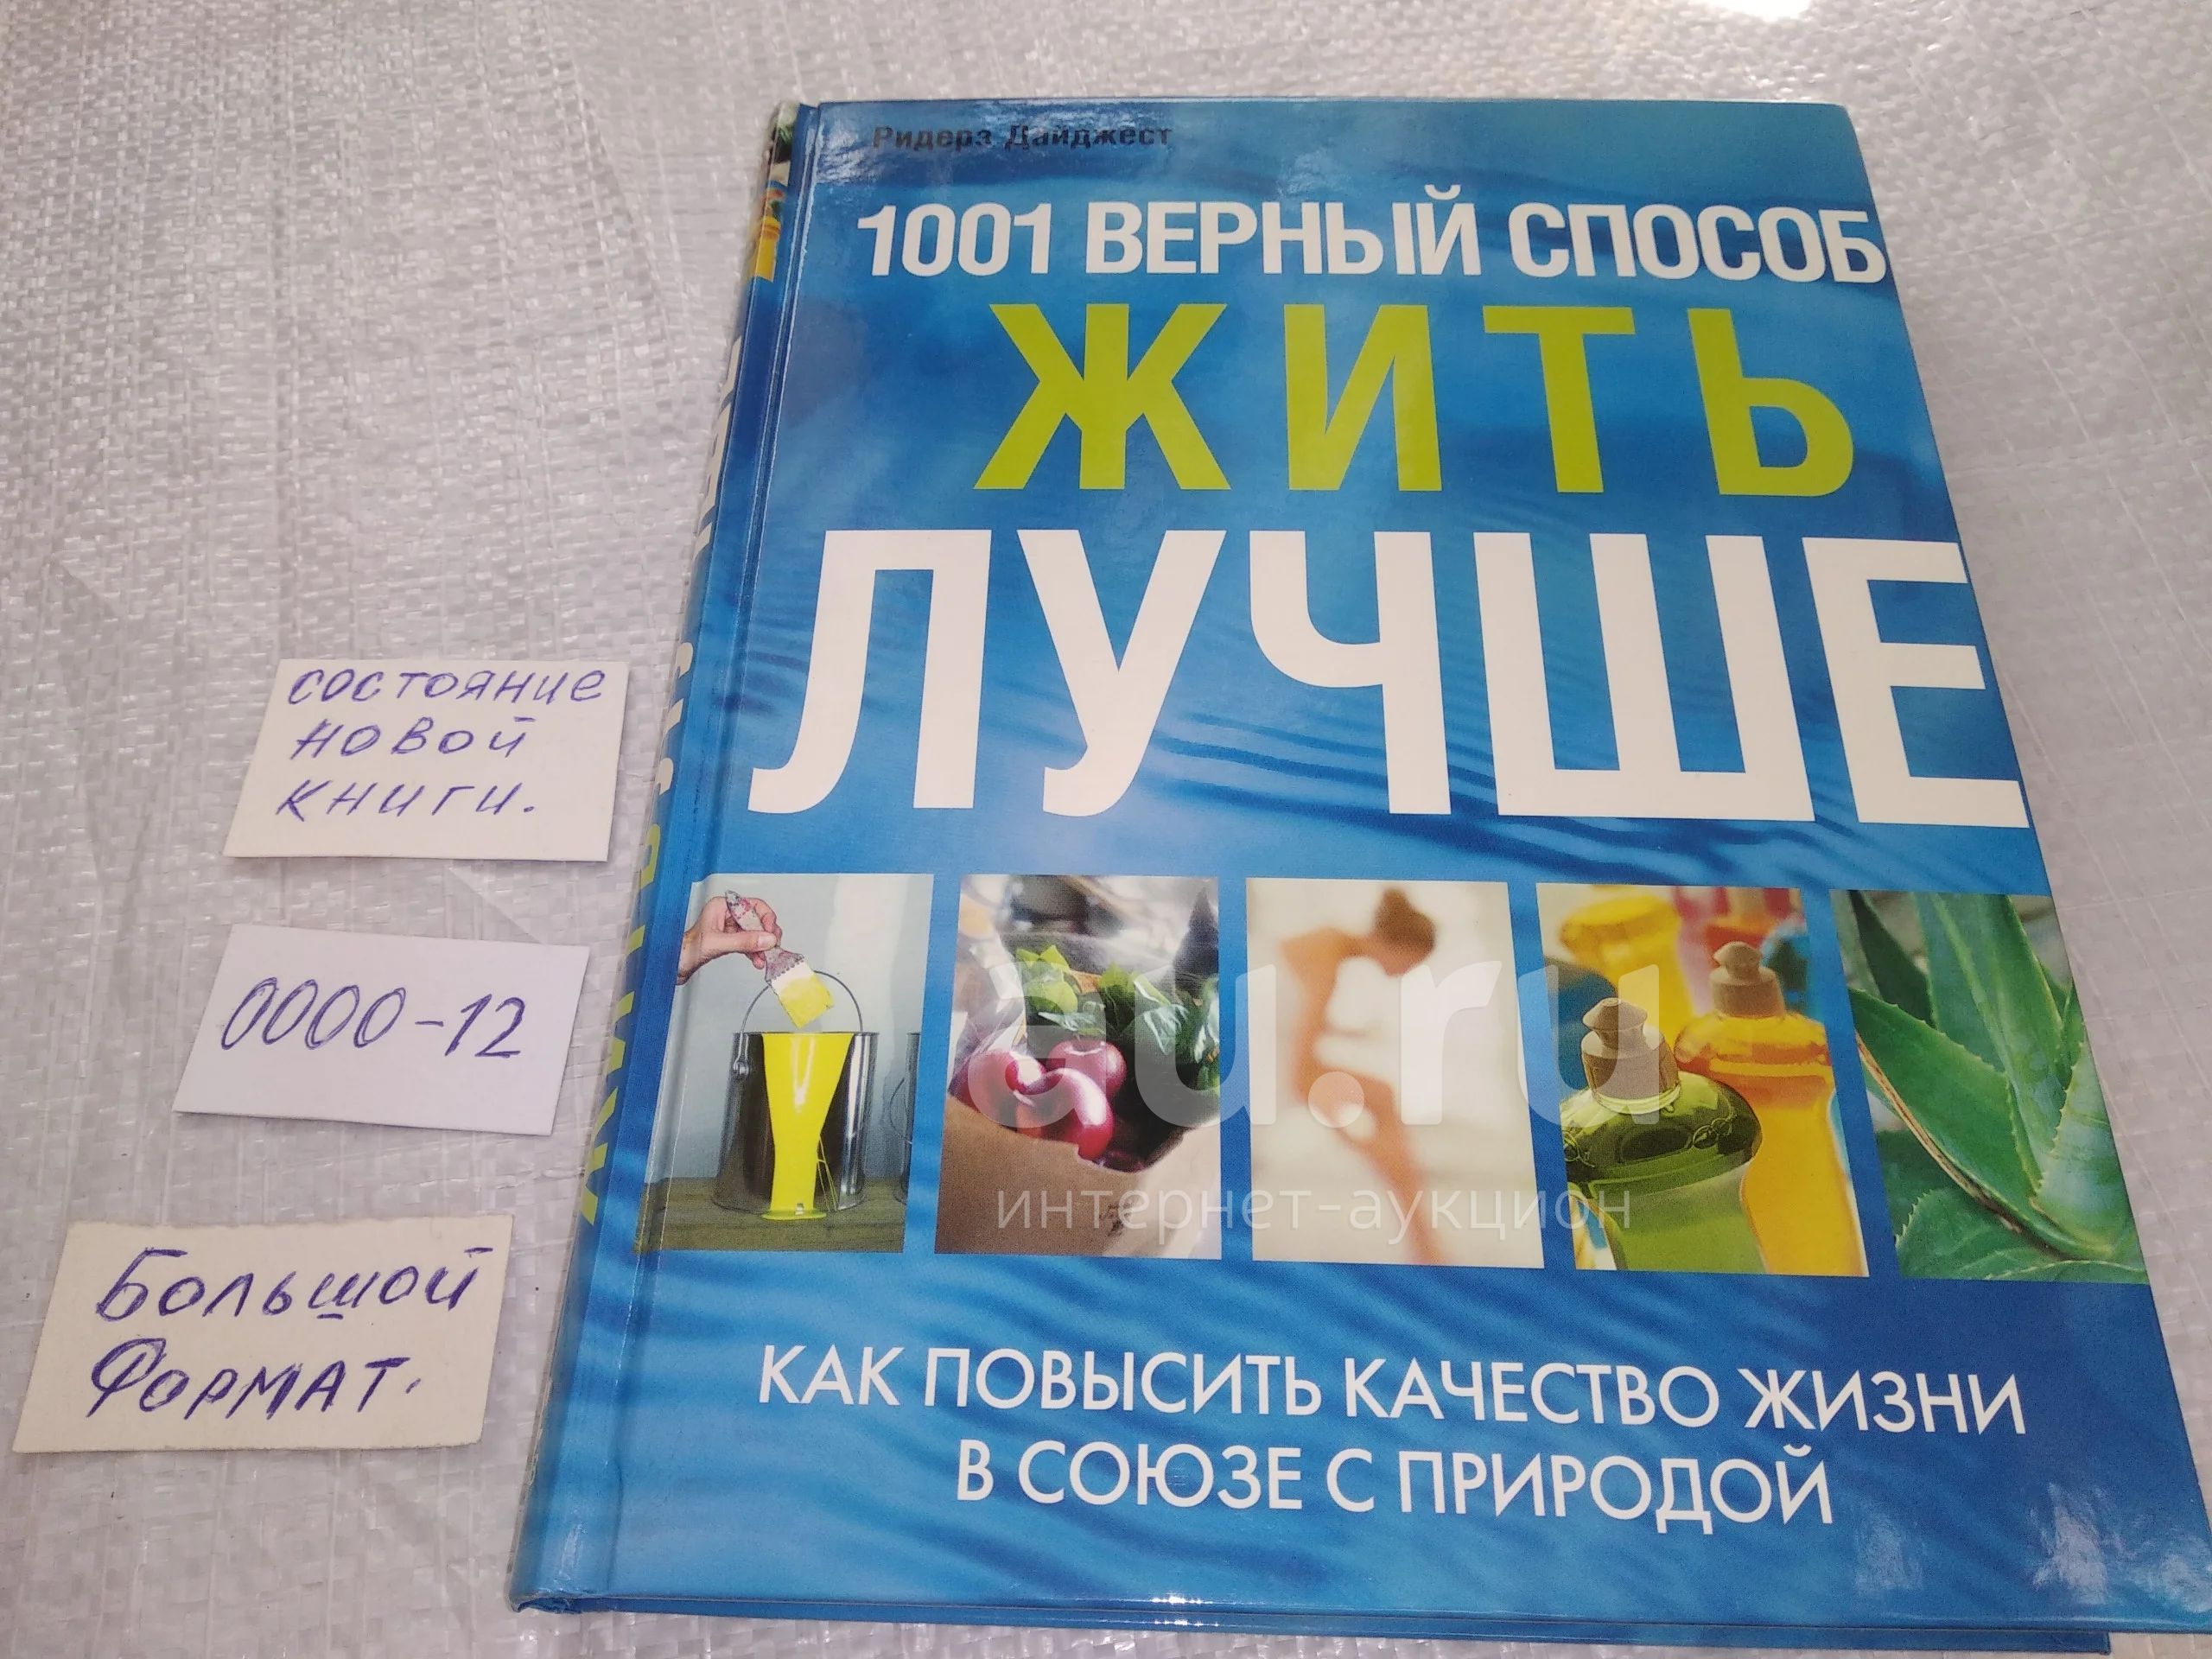 Ридерз Дайджест
1001 ВЕРНЫЙ СПОСОБ
ЖИТЬ
ЛУЧШЕ
состояние
новой
книги.
0000-12
Большой
Формат.
au.ru
интернет-аукцион
КАК ПОВЫСИТЬ КАЧЕСТВО ЖИЗНИ
В СОЮЗЕ С ПРИРОДОЙ